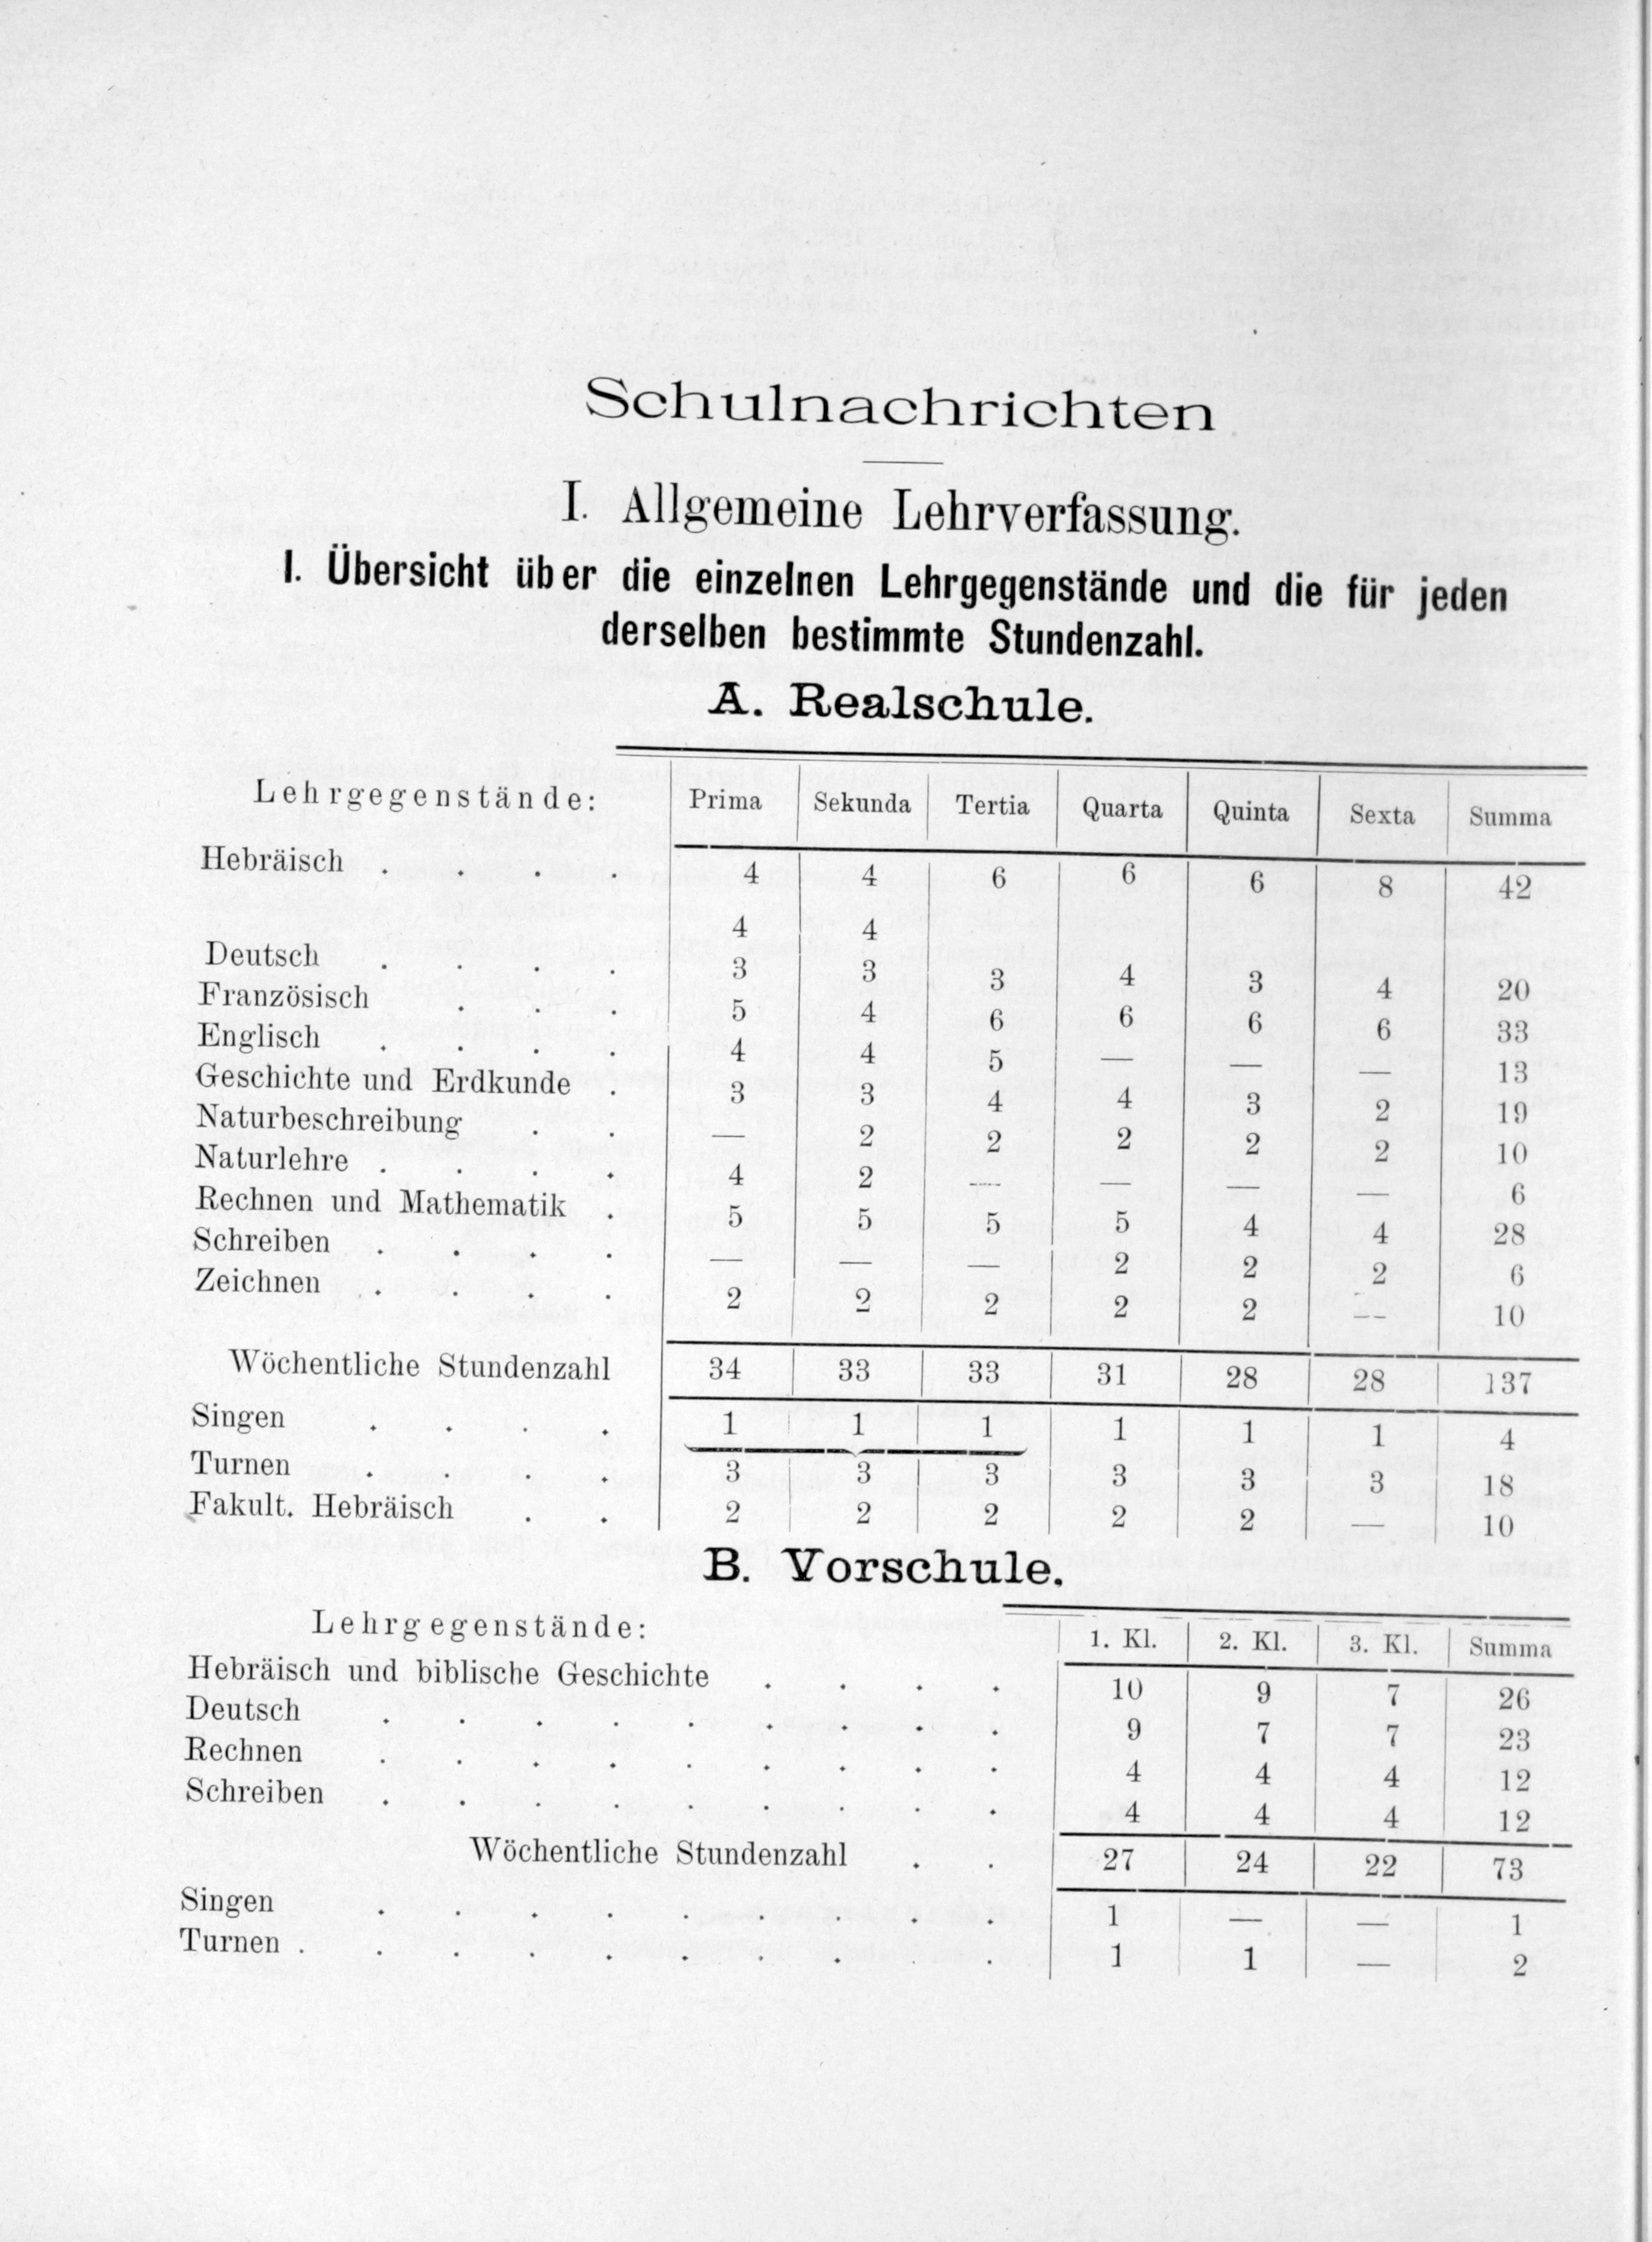 Schulnachrichten
I. Allgemeine Lehrverfassung.
I. Übersicht über die einzelnen Lehrgegenstände und die für jeden
derselben bestimmte Stundenzahl.
A. Realschule.
Lehrgegenstände: Prima Sekunda Tertia Quarta Quinta Sexta Summa
Hebräisch . . . . 4 4 6 6 6 8 42
4 4
Deutsch . . . . 3 3 3 4 3 4 20
Französisch . . . 5 4 6 6 6 6 33
Englisch . . . . 4 4 5 — — — 13
Geschichte und Erdkunde . 3 3 4 4 3 2 19
Naturbeschreibung . . — 2 2 2 2 2 10
Naturlehre . . . . 4 2 — — — — 6
Rechnen und Mathematik . 5 5 5 5 4 4 28
Schreiben . . . . — — — 2 2 2 6
Zeichnen . . . . 2 2 2 2 2 — 10
Wöchentliche Stundenzahl 34 33 33 31 28 28 137
Singen . . . . 1 1 1 1 1 1 4
Turnen . . . . 3 3 3 3 3 3 18
Fakult. Hebräisch . . 2 2 2 2 2 — 10
B. Vorschule.
Lehrgegenstände: 1. Kl. 2. Kl. 3. Kl. Summa
Hebräisch und biblische Geschichte . . . . 10 9 7 26
Deutsch . . . . . . . . . 9 7 7 23
Rechnen . . . . . . . . . 4 4 4 12
Schreiben . . . . . . . . . 4 4 4 12
Wöchentliche Stundenzahl . . 27 24 22 73
Singen . . . . . . . . . 1 — — 1
Turnen . . . . . . . . . 1 1 — 2